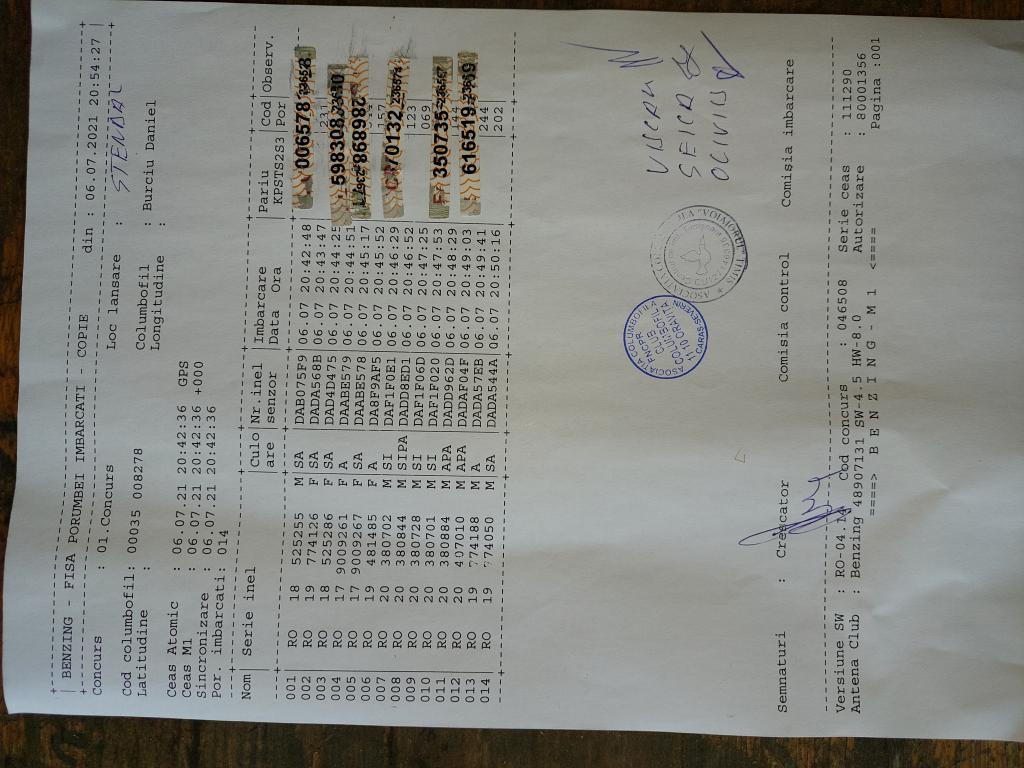 BENZING - FISA PORUMBEI IMBARCATI - COPIE din : 06.07.2021 20:54:27
Concurs : 01.Concurs Loc lansare : STENDAL
Cod columbofil: 00035 008278 Columbofil : Burciu Daniel
Latitudine : Longitudine :
Ceas Atomic : 06.07.21 20:42:36 GPS
Ceas M1 : 06.07.21 20:42:36 +000
Sincronizare : 06.07.21 20:42:36
Por. imbarcati: 014
Nom | Serie inel | Culo | Nr.inel | Imbarcare | Pariu | Cod | Observ.
are | senzor | Data Ora | KPSTS2S3 | Por
001 RO 18 525255 M SA DAB075F9 06.07 20:42:48 006578
002 RO 19 774126 F SA DADA568B 06.07 20:43:47 231
003 RO 18 525286 F SA DAD4D475 06.07 20:44:25 598308
004 RO 17 9009261 F A DAABE579 06.07 20:44:51
005 RO 17 9009267 F SA DAABE578 06.07 20:45:17
006 RO 19 481485 F A DA8F9AF5 06.07 20:45:52
007 RO 20 380702 M SI DAF1F0E1 06.07 20:46:29 157
008 RO 20 380844 M SIPA DADD8ED1 06.07 20:46:52
009 RO 20 380728 M SI DAF1F06D 06.07 20:47:25 123
010 RO 20 380701 M SI DAF1F020 06.07 20:47:53 069
011 RO 20 380884 M APA DADD962D 06.07 20:48:29 350735
012 RO 20 407010 M APA DADAF04F 06.07 20:49:03 144
013 RO 19 774188 M A DADA57EB 06.07 20:49:41 616519 244
014 RO 19 774050 M SA DADA544A 06.07 20:50:16 202
ASOCIATIA COLUMBOFILA
FNCPR
CLUB
COLUMBOFIL
CARAS-SEVERIN
"VOIMORUL" TIMIS
Semnaturi : Crescator Comisia control Comisia imbarcare
Versiune SW : RO-04. Cod concurs : 046508 Serie ceas : 111290
Antena Club : Benzing 48907131 SW-4.5 HW-8.0 Autorizare : 80001356
====> B E N Z I N G - M 1 <==== Pagina :001